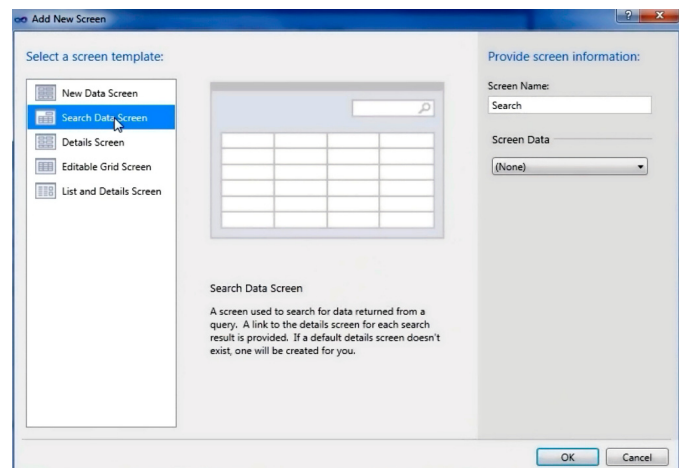 Add New Screen
Select a screen template:
New Data Screen
Search Data Screen
Details Screen
Editable Grid Screen
List and Details Screen
Search Data Screen
A screen used to search for data returned from a
query. A link to the details screen for each search
result is provided. If a default details screen doesn't
exist, one will be created for you.
Provide screen information:
Screen Name:
Search
Screen Data
(None)
OK
Cancel